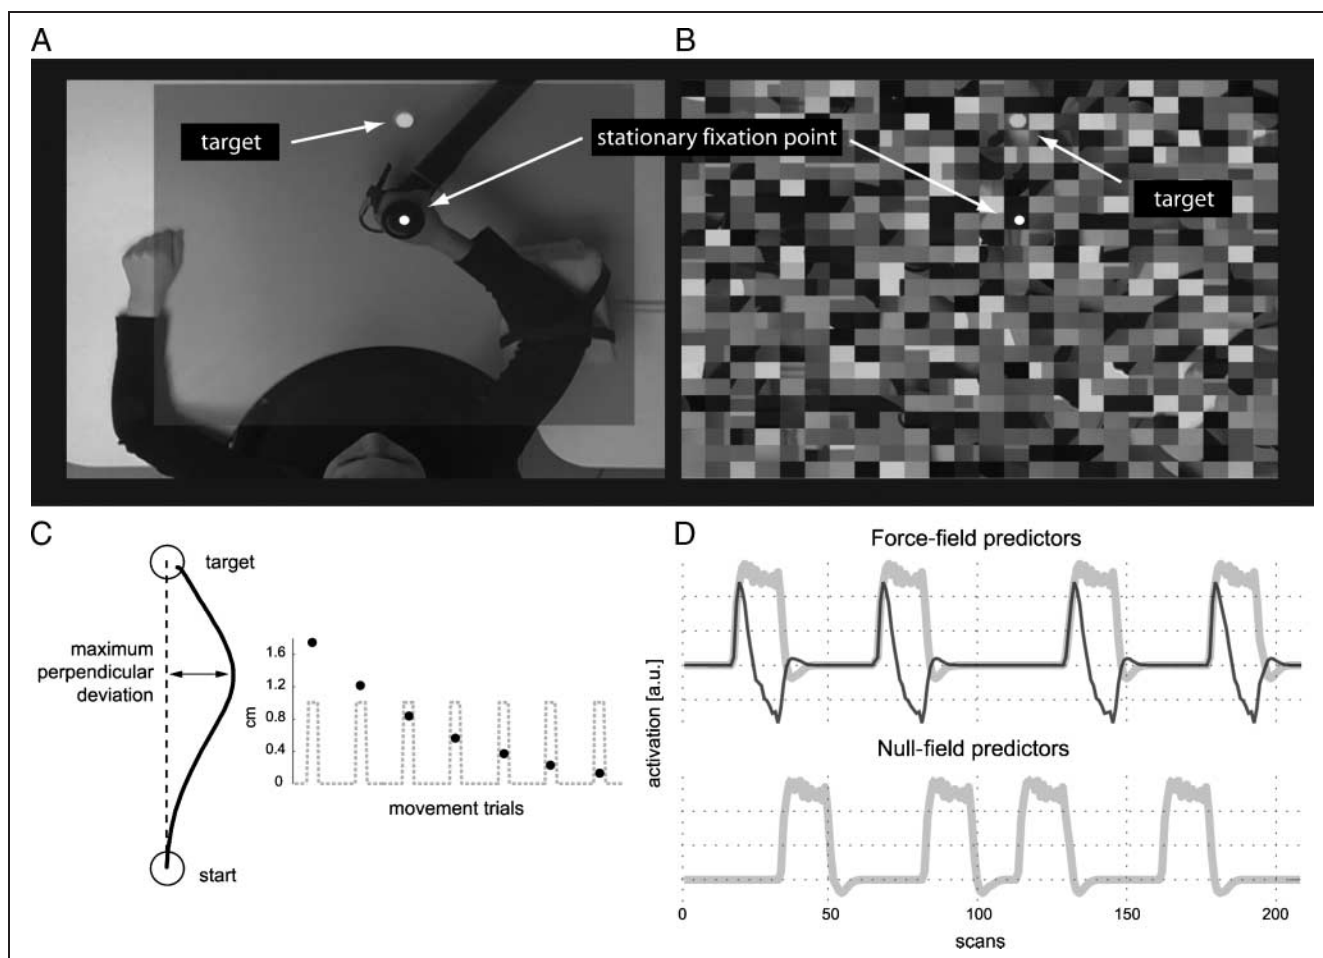 A
B
target
stationary fixation point
target
C
target
maximum
perpendicular
deviation
start
cm
1.6
1.2
0.8
0.4
0
movement trials
D
Force-field predictors
activation [a.u.]
Null-field predictors
0
50
100
150
200
scans